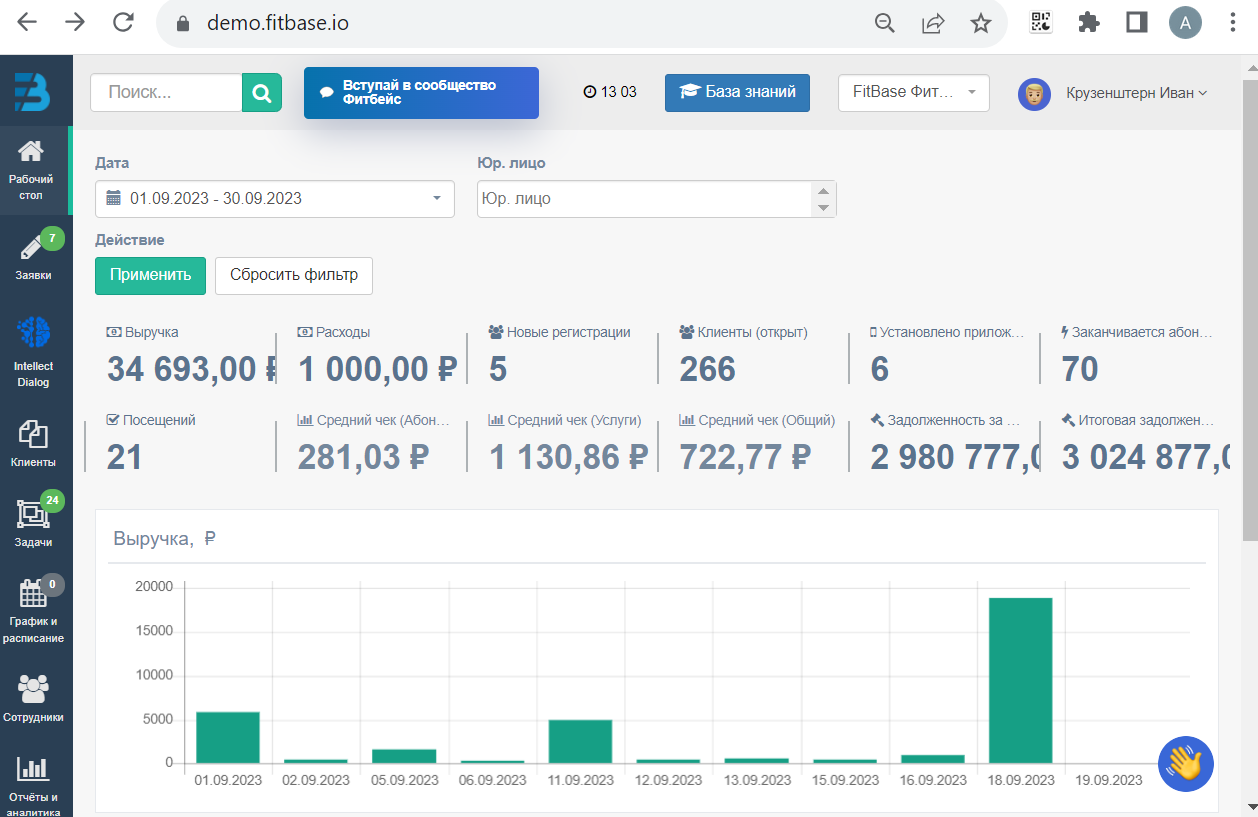 demo.fitbase.io
A
Поиск...
Вступай в сообщество
Фитбейс
13 03
База знаний
FitBase Фит...
Крузенштерн Иван
Рабочий
стол
7
Заявки
Intellect
Dialog
Клиенты
24
Задачи
0
График и
расписание
Сотрудники
Отчёты и
аналитика
Дата
Юр. лицо
01.09.2023 - 30.09.2023
Юр. лицо
Действие
Применить
Сбросить фильтр
Выручка
Расходы
Новые регистрации
Клиенты (открыт)
Установлено прилож...
Заканчивается абон...
34 693,00 ₽
1 000,00 ₽
5
266
6
70
Посещений
Средний чек (Абон...
Средний чек (Услуги)
Средний чек (Общий)
Задолженность за ...
Итоговая задолжен...
21
281,03 ₽
1 130,86 ₽
722,77 ₽
2 980 777,0
3 024 877,0
Выручка, ₽
20000
15000
10000
5000
0
01.09.2023 02.09.2023 05.09.2023 06.09.2023 11.09.2023 12.09.2023 13.09.2023 15.09.2023 16.09.2023 18.09.2023 19.09.2023